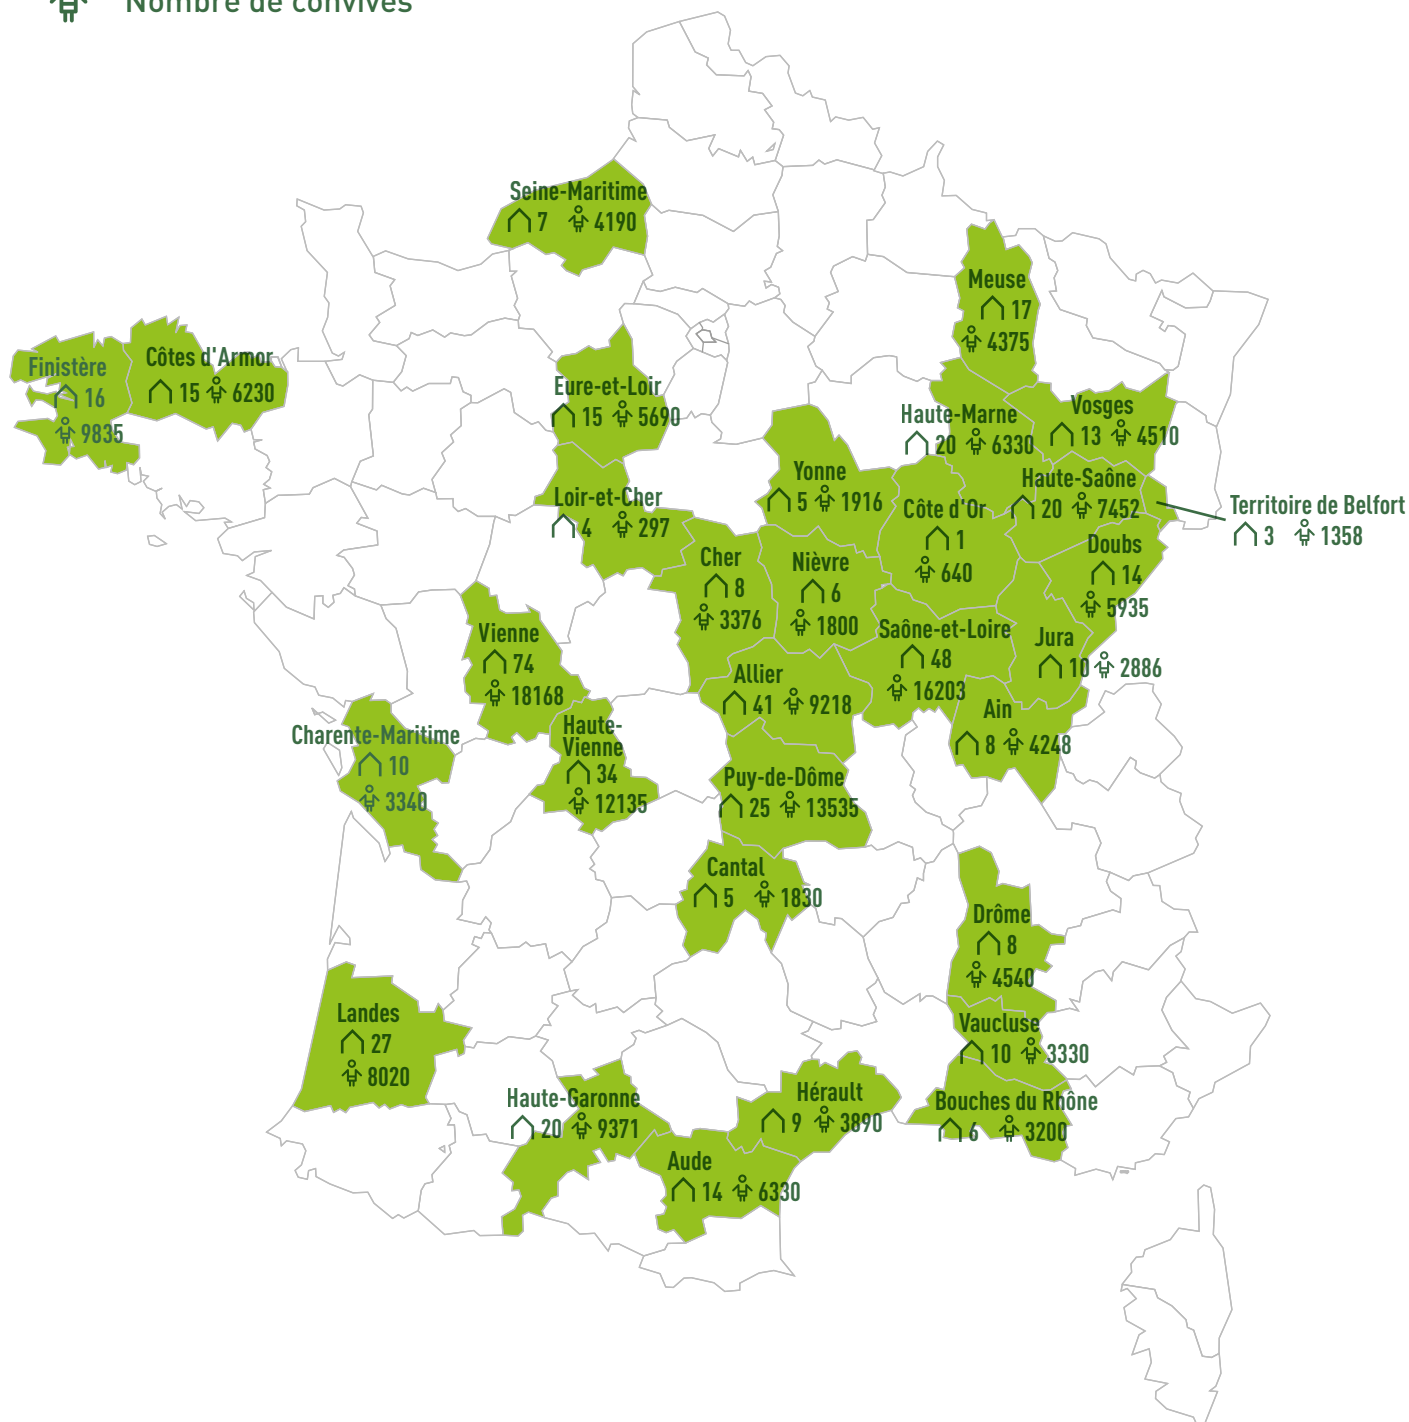 Nombre de convives
Seine-Maritime
7 4190
Meuse
17
4375
Finistère
16
9835
Côtes d'Armor
15 6230
Eure-et-Loir
15 5690
Haute-Marne
20 6330
Vosges
13 4510
Loir-et-Cher
4 297
Yonne
5 1916
Côte d'Or
1
640
Haute-Saône
20 7452
Territoire de Belfort
3 1358
Doubs
14
5935
Cher
8
3376
Nièvre
6
1800
Saône-et-Loire
48
16203
Jura
10 2886
Vienne
74
18168
Allier
41 9218
Ain
8 4248
Charente-Maritime
10
3340
Haute-
Vienne
34
12135
Puy-de-Dôme
25 13535
Cantal
5 1830
Drôme
8
4540
Landes
27
8020
Vaucluse
10 3330
Haute-Garonne
20 9371
Hérault
9 3890
Bouches du Rhône
6 3200
Aude
14 6330